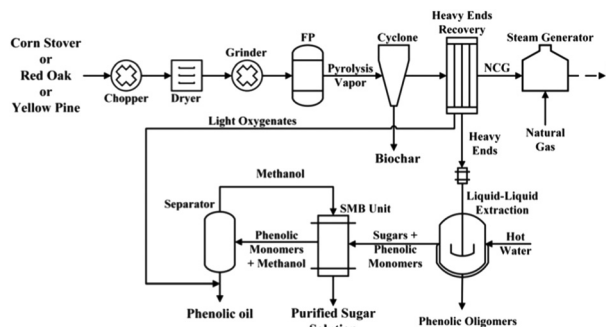 Corn Stover
or
Red Oak
or
Yellow Pine
Chopper
Dryer
Grinder
FP
Pyrolysis
Vapor
Cyclone
Heavy Ends
Recovery
NCG
Steam Generator
Light Oxygenates
Biochar
Heavy
Ends
Natural
Gas
Methanol
Separator
SMB Unit
Liquid-Liquid
Extraction
Phenolic
Monomers
+ Methanol
Sugars +
Phenolic
Monomers
Hot
Water
Phenolic oil
Purified Sugar
Phenolic Oligomers